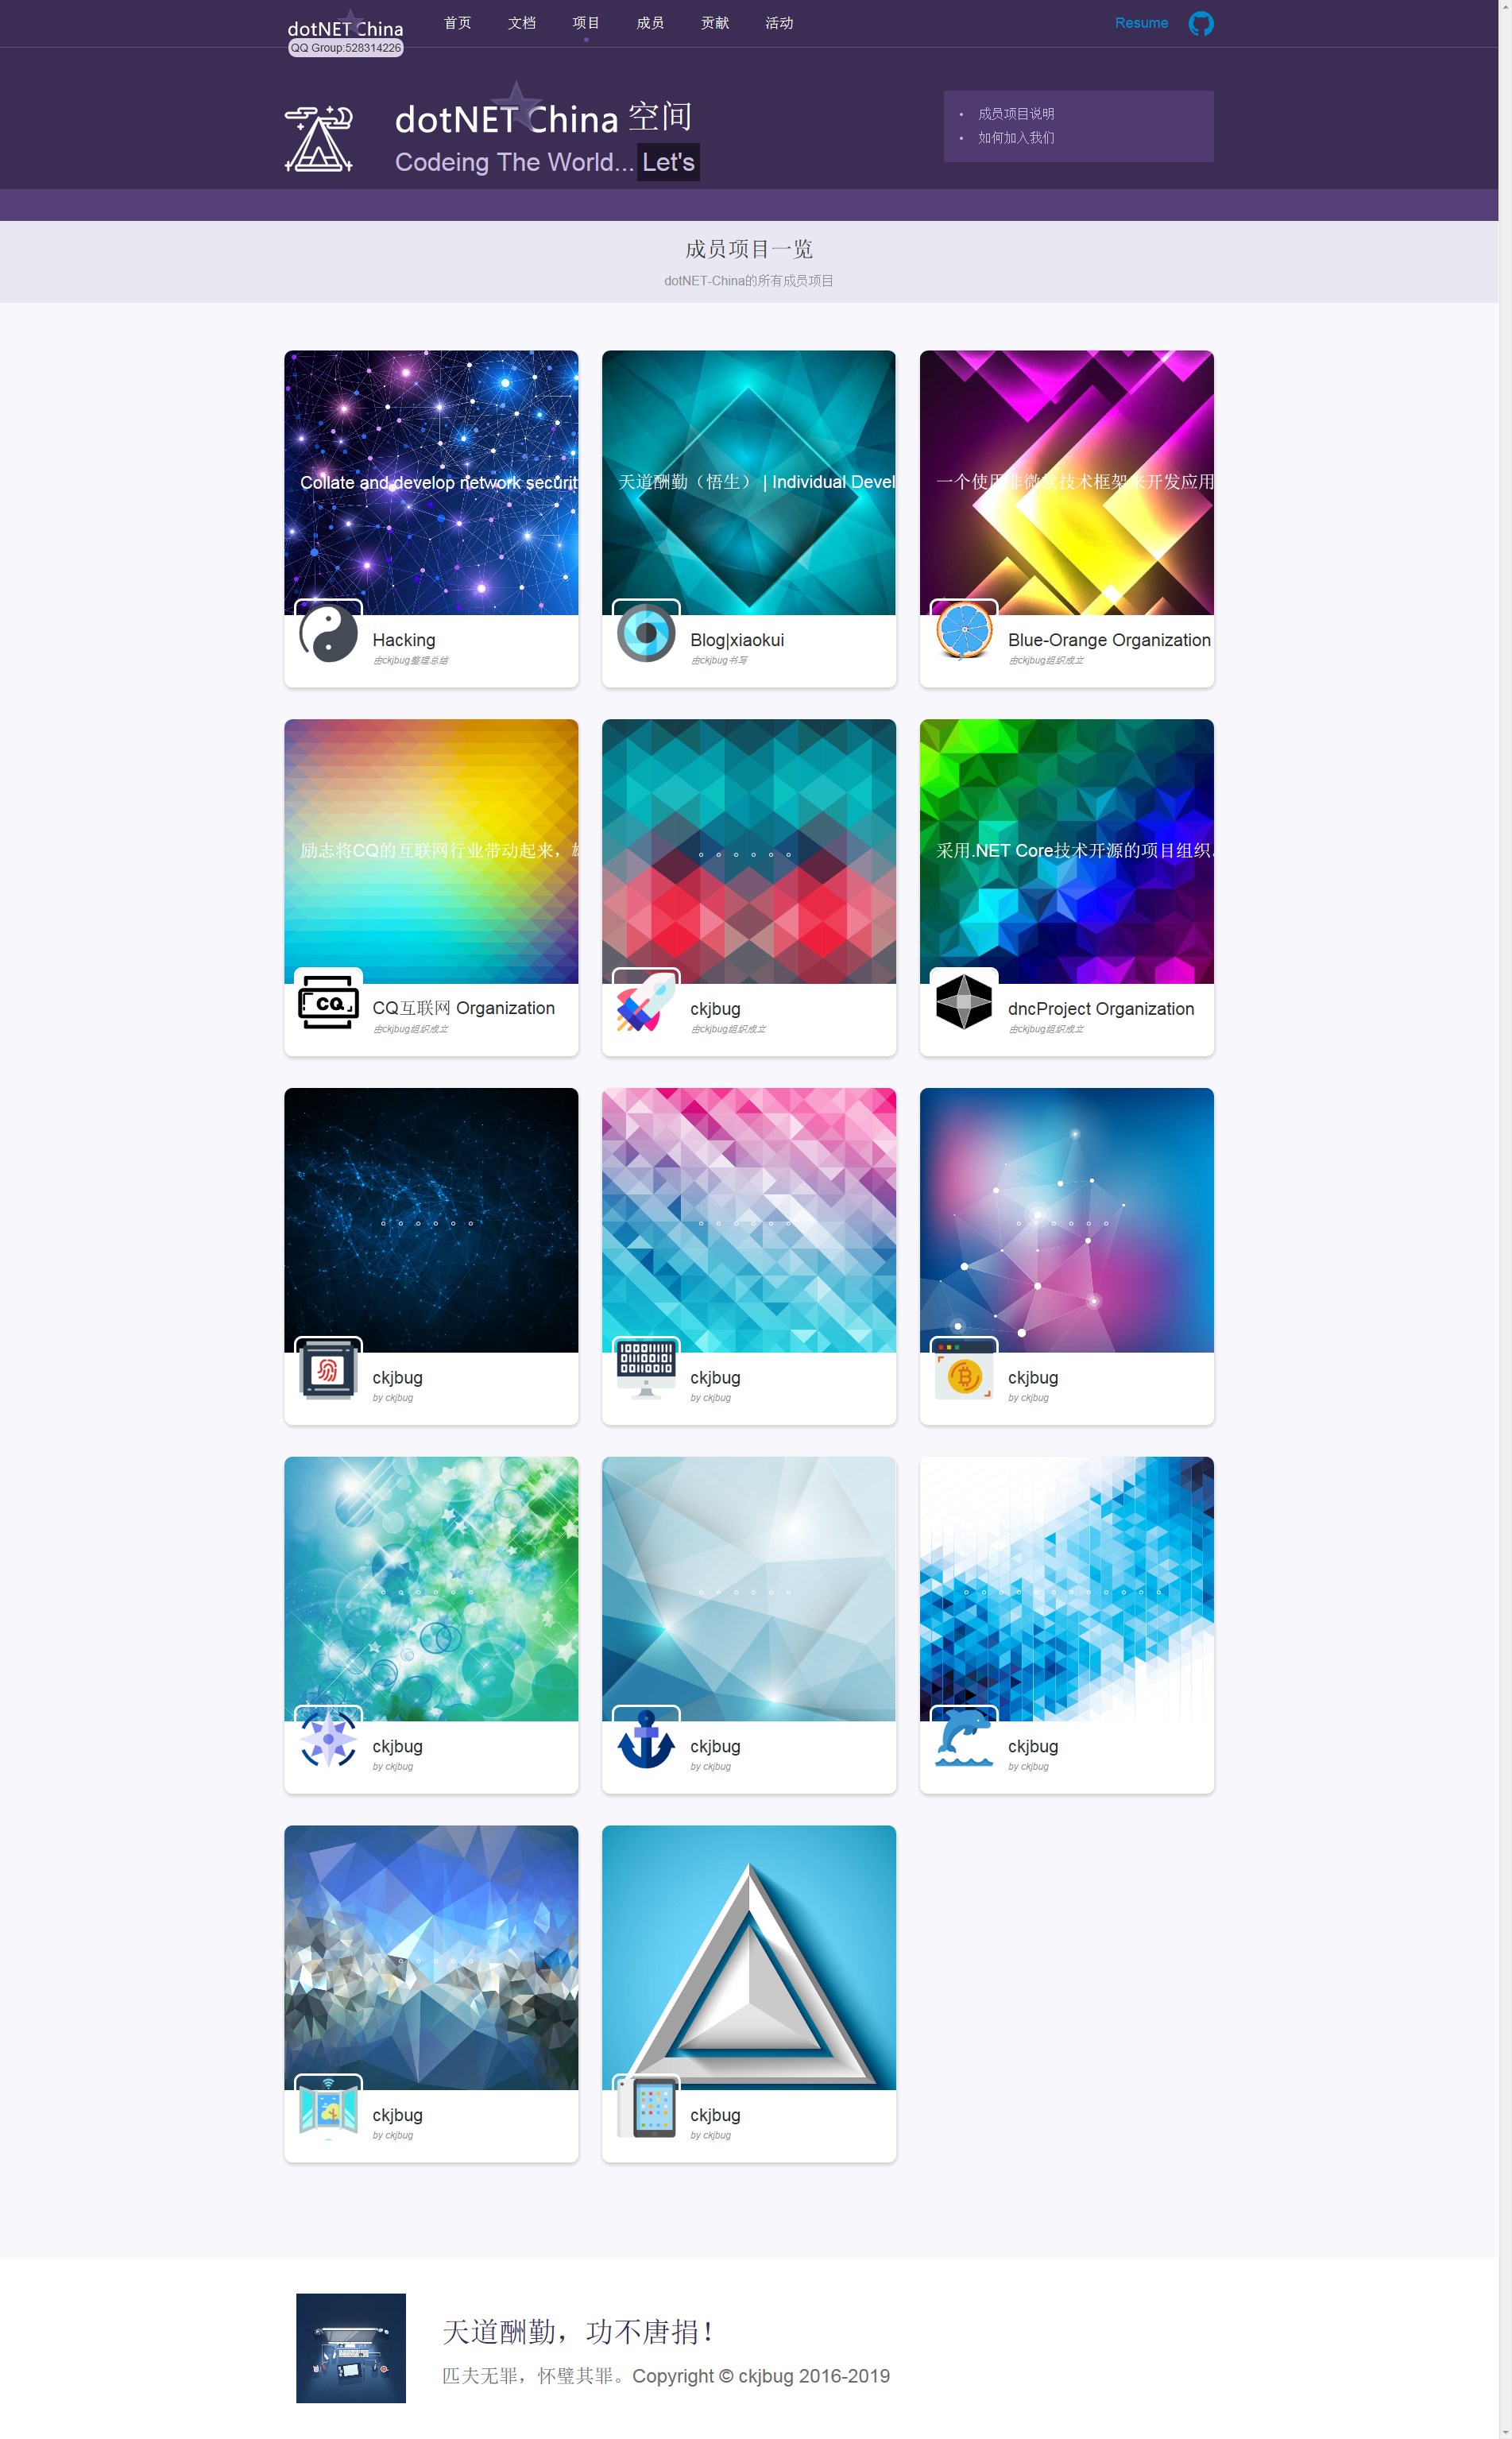 dotNET China
QQ Group:528314226
首页
文档
项目
成员
贡献
活动
Resume
dotNET China 空间
Codeing The World... Let's
• 成员项目说明
• 如何加入我们
成员项目一览
dotNET-China的所有成员项目
Collate and develop network securit
Hacking
由ckjbug整理总结
天道酬勤（悟生） | Individual Devel
Blog|xiaokui
由ckjbug书写
一个使用非微软技术框架来开发应用
Blue-Orange Organization
由ckjbug组织成立
励志将CQ的互联网行业带动起来，
CQ
CQ互联网 Organization
由ckjbug组织成立
。。。。。。
ckjbug
由ckjbug组织成立
采用.NET Core技术开源的项目组织
dncProject Organization
由ckjbug组织成立
。。。。。。
ckjbug
by ckjbug
。。。。。。
ckjbug
by ckjbug
。。。。。。
ckjbug
by ckjbug
。。。。。。
ckjbug
by ckjbug
。。。。。。
ckjbug
by ckjbug
。。。。。。。。。。。。
ckjbug
by ckjbug
。。。。。。
ckjbug
by ckjbug
ckjbug
by ckjbug
天道酬勤，功不唐捐！
匹夫无罪，怀璧其罪。Copyright © ckjbug 2016-2019